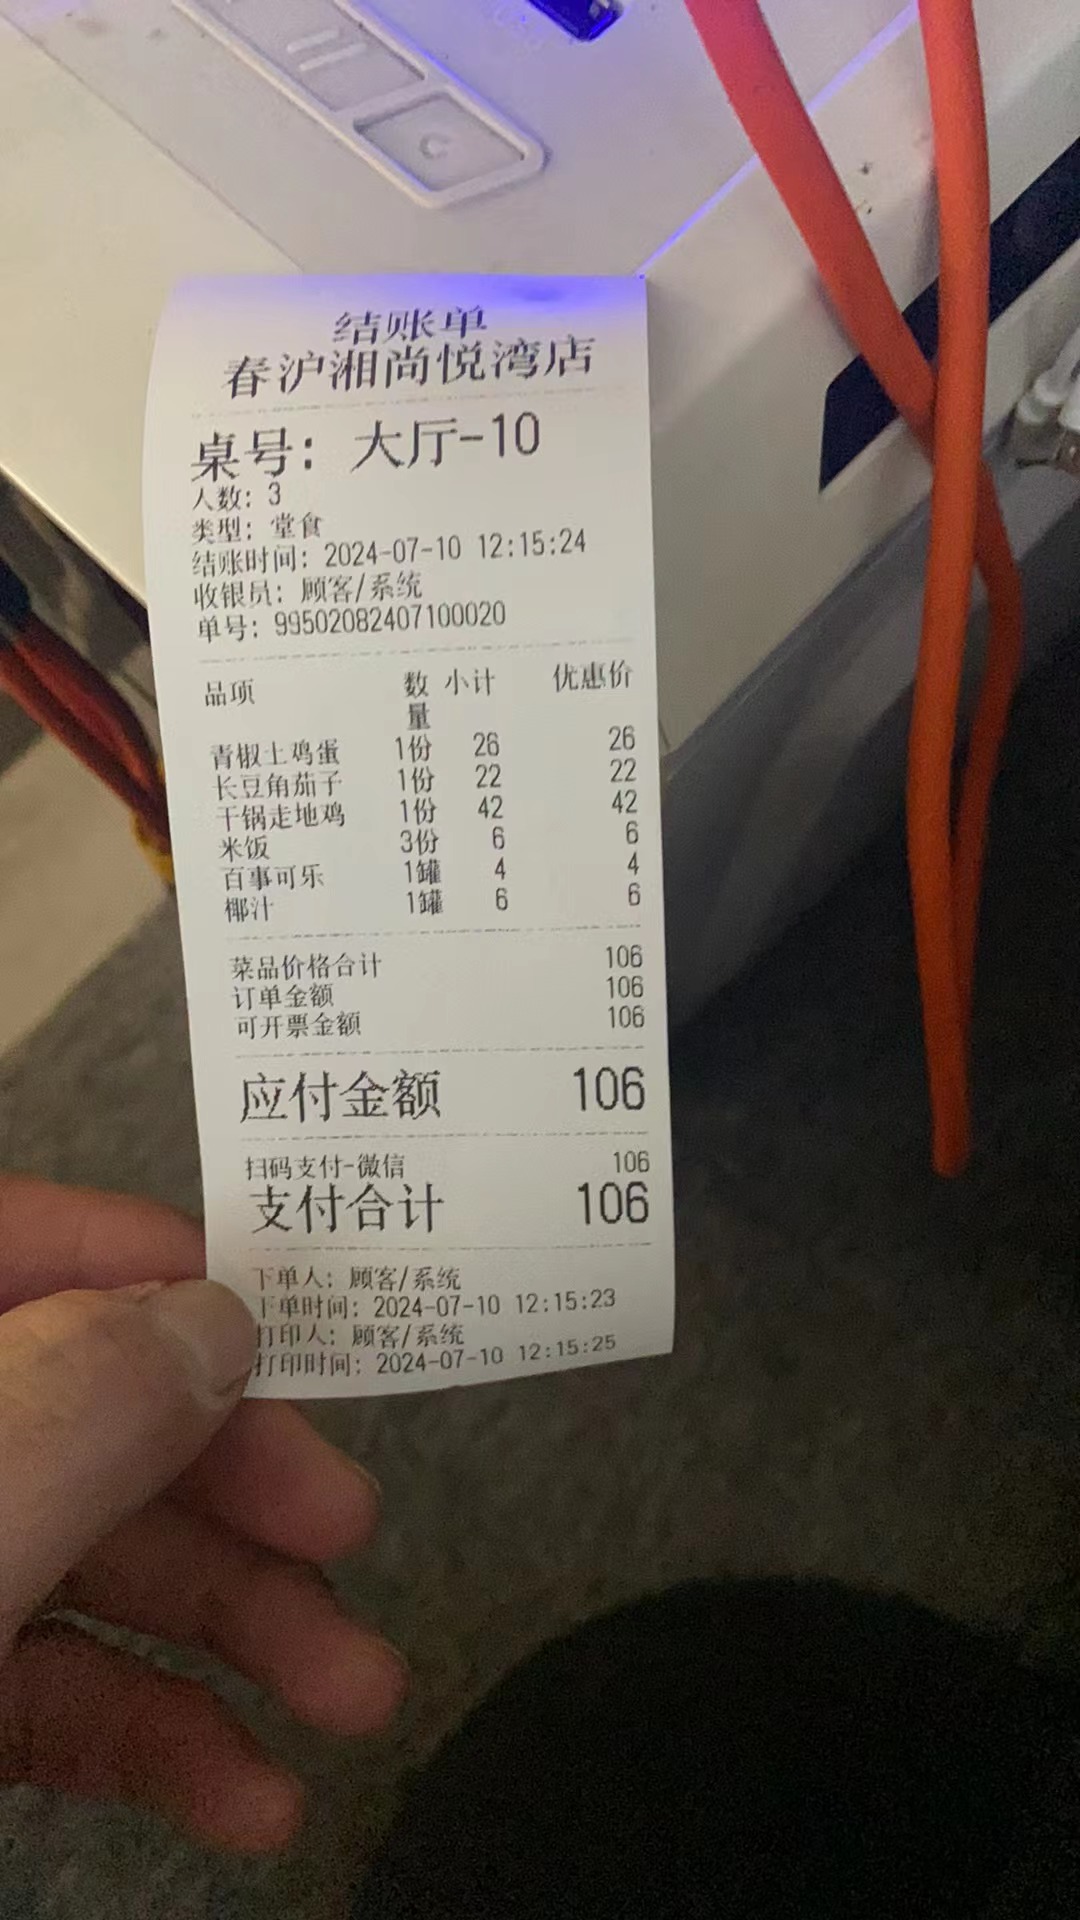 结账单
春沪湘尚悦湾店
桌号: 大厅-10
人数: 3
类型: 堂食
结账时间: 2024-07-10 12:15:24
收银员: 顾客/系统
单号: 99502082407100020
品项 数量 小计 优惠价
青椒土鸡蛋 1份 26 26
长豆角茄子 1份 22 22
干锅走地鸡 1份 42 42
米饭 3份 6 6
百事可乐 1罐 4 4
椰汁 1罐 6 6
菜品价格合计 106
订单金额 106
可开票金额 106
应付金额 106
扫码支付-微信 106
支付合计 106
下单人: 顾客/系统
下单时间: 2024-07-10 12:15:23
打印人: 顾客/系统
打印时间: 2024-07-10 12:15:25